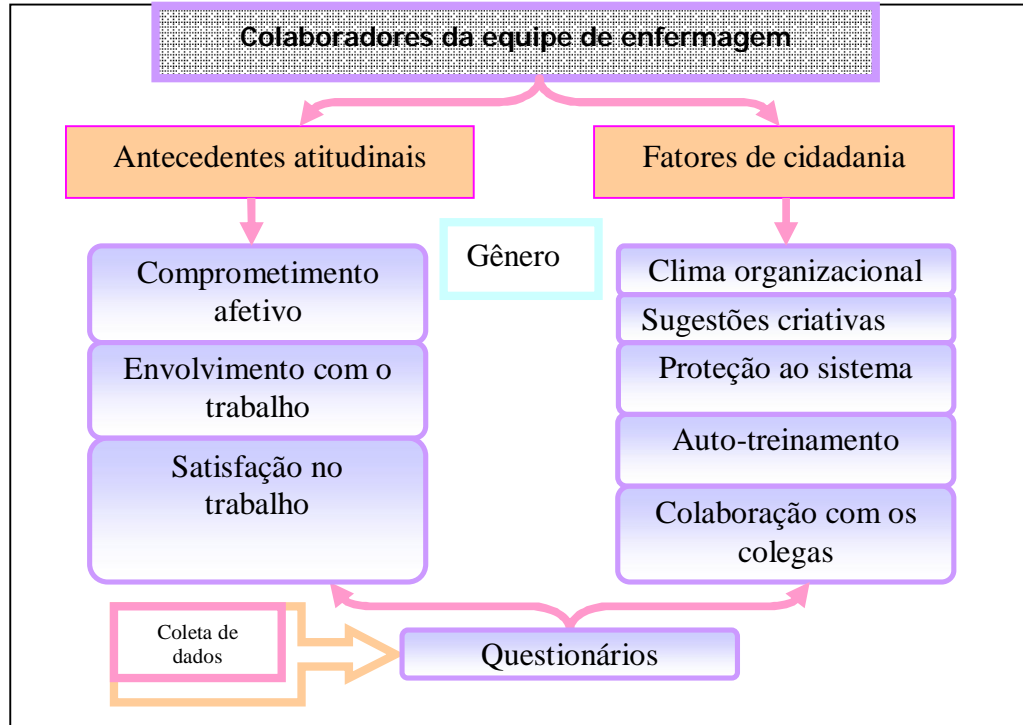 Colaboradores da equipe de enfermagem
Antecedentes atitudinais
Fatores de cidadania
Gênero
Comprometimento
afetivo
Envolvimento com o
trabalho
Satisfação no
trabalho
Clima organizacional
Sugestões criativas
Proteção ao sistema
Auto-treinamento
Colaboração com os
colegas
Coleta de
dados
Questionários